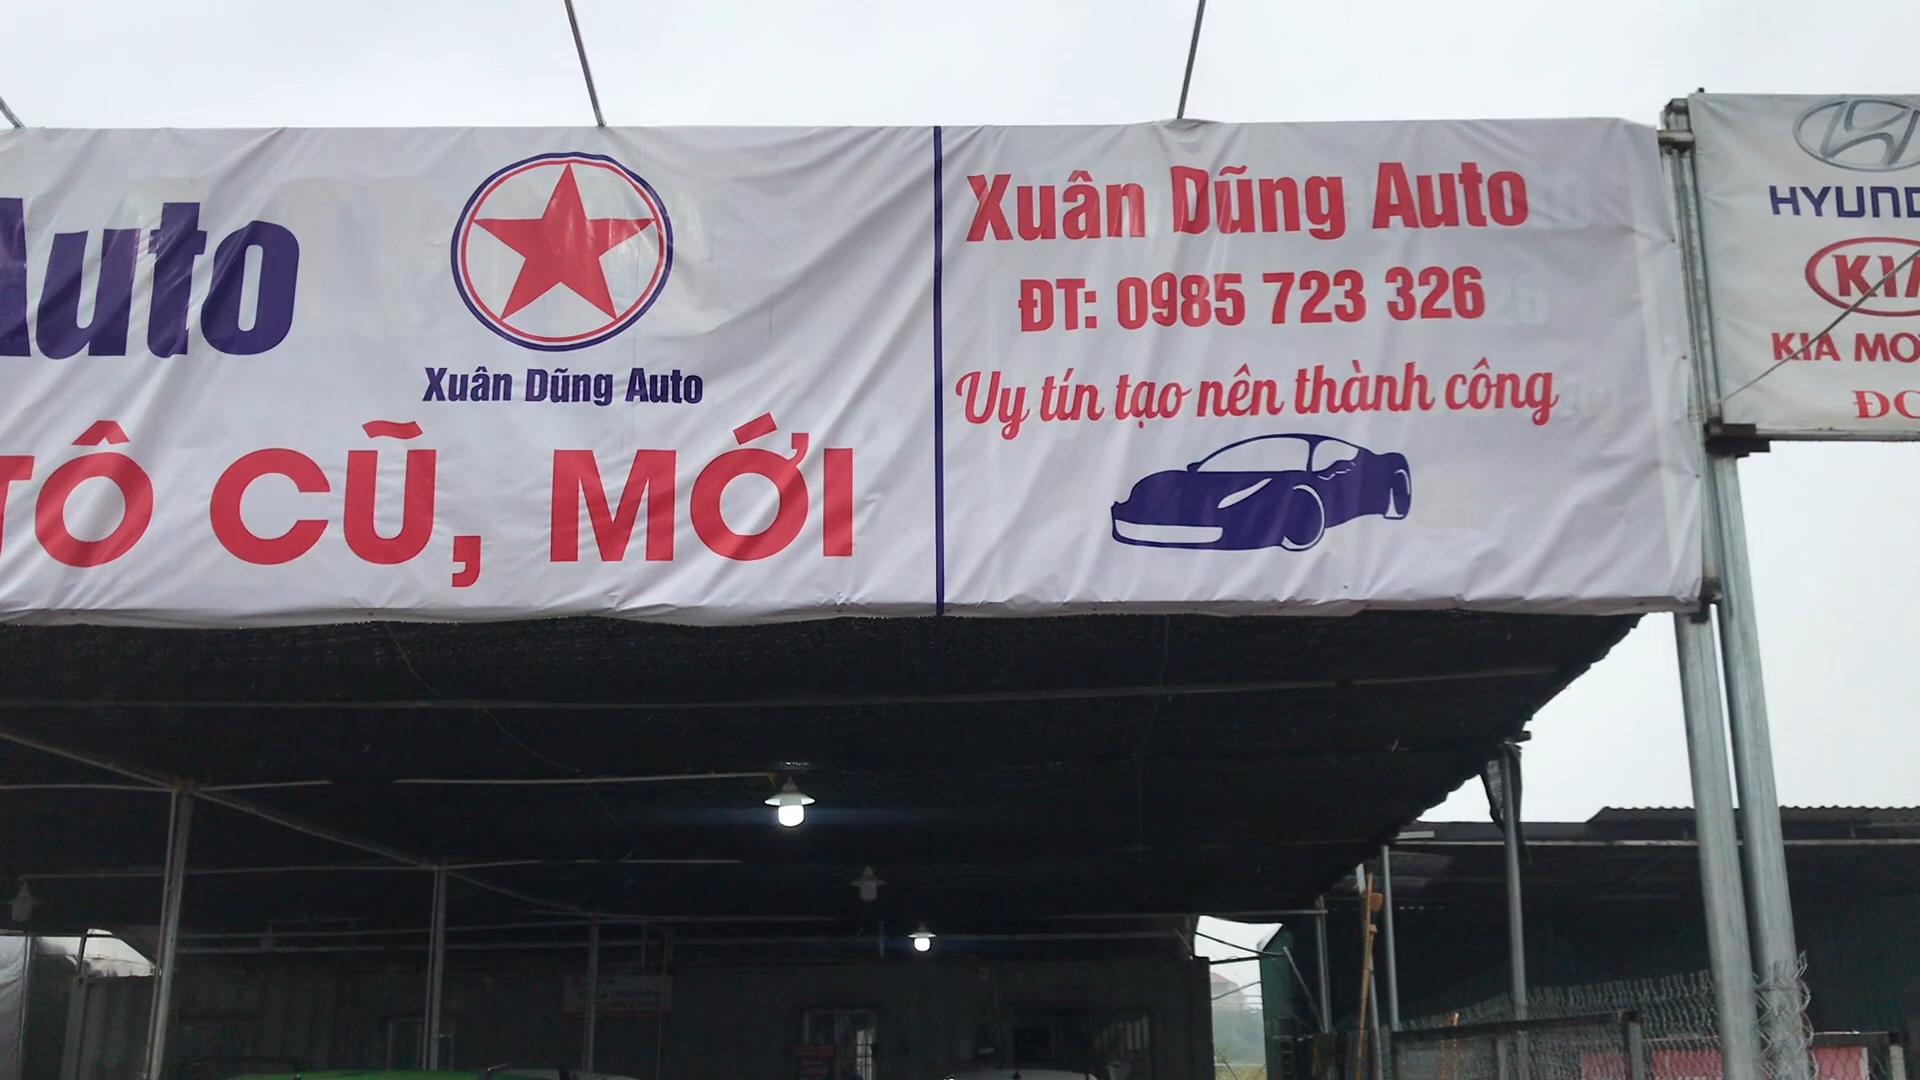 Auto
Xuân Dũng Auto
TÔ CŨ, MỚI
Xuân Dũng Auto
ĐT: 0985 723 326
Uy tín tạo nên thành công
HYUND
KIA
KIA MO
ĐC